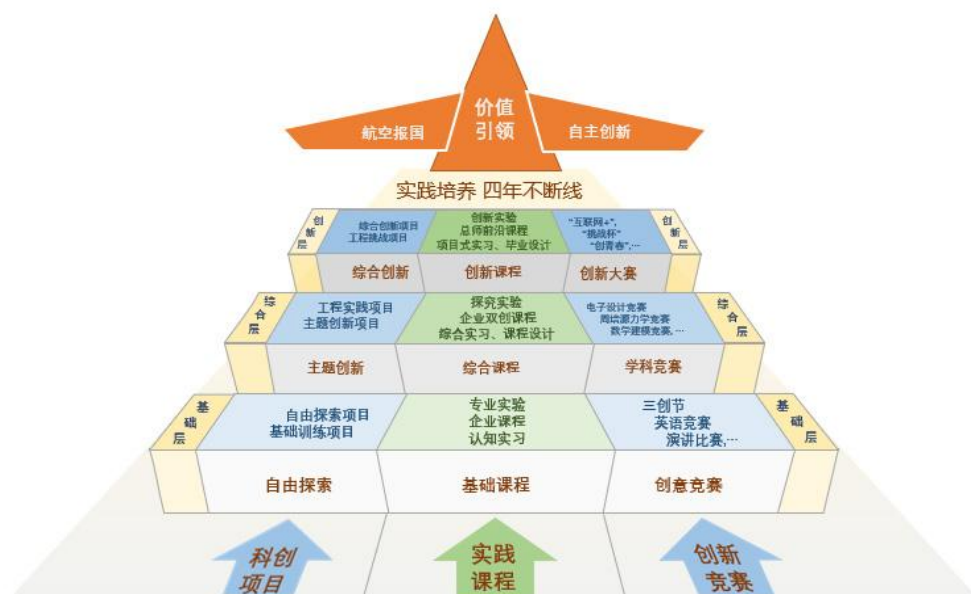 价值
引领
航空报国
自主创新
实践培养 四年不断线
创新层
综合创新项目
工程挑战项目
创新实验
总师前沿课程
项目式实习、毕业设计
“互联网+”,
“挑战杯”
“创青春”,…
创新层
综合创新
创新课程
创新大赛
综合层
工程实践项目
主题创新项目
探究实验
企业双创课程
综合实习、课程设计
电子设计竞赛
周培源力学竞赛
数学建模竞赛,…
综合层
主题创新
综合课程
学科竞赛
基础层
自由探索项目
基础训练项目
专业实验
企业课程
认知实习
三创节
英语竞赛
演讲比赛,…
基础层
自由探索
基础课程
创意竞赛
科创
项目
实践
课程
创新
竞赛